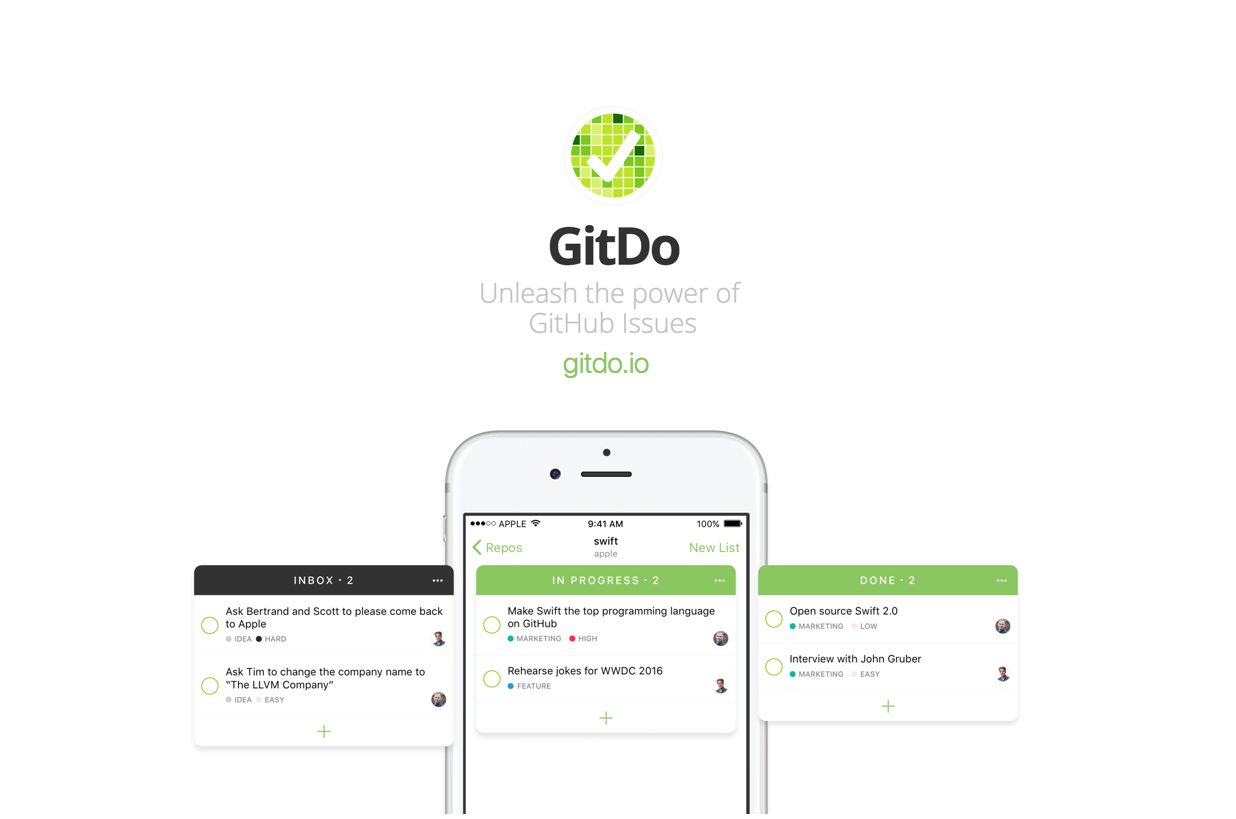 GitDo
Unleash the power of
GitHub Issues
gitdo.io
APPLE
9:41 AM
100%
Repos
swift
apple
New List
INBOX · 2
Ask Bertrand and Scott to please come back
to Apple
IDEA HARD
Ask Tim to change the company name to
“The LLVM Company”
IDEA EASY
IN PROGRESS · 2
Make Swift the top programming language
on GitHub
MARKETING HIGH
Rehearse jokes for WWDC 2016
FEATURE
DONE · 2
Open source Swift 2.0
MARKETING LOW
Interview with John Gruber
MARKETING EASY